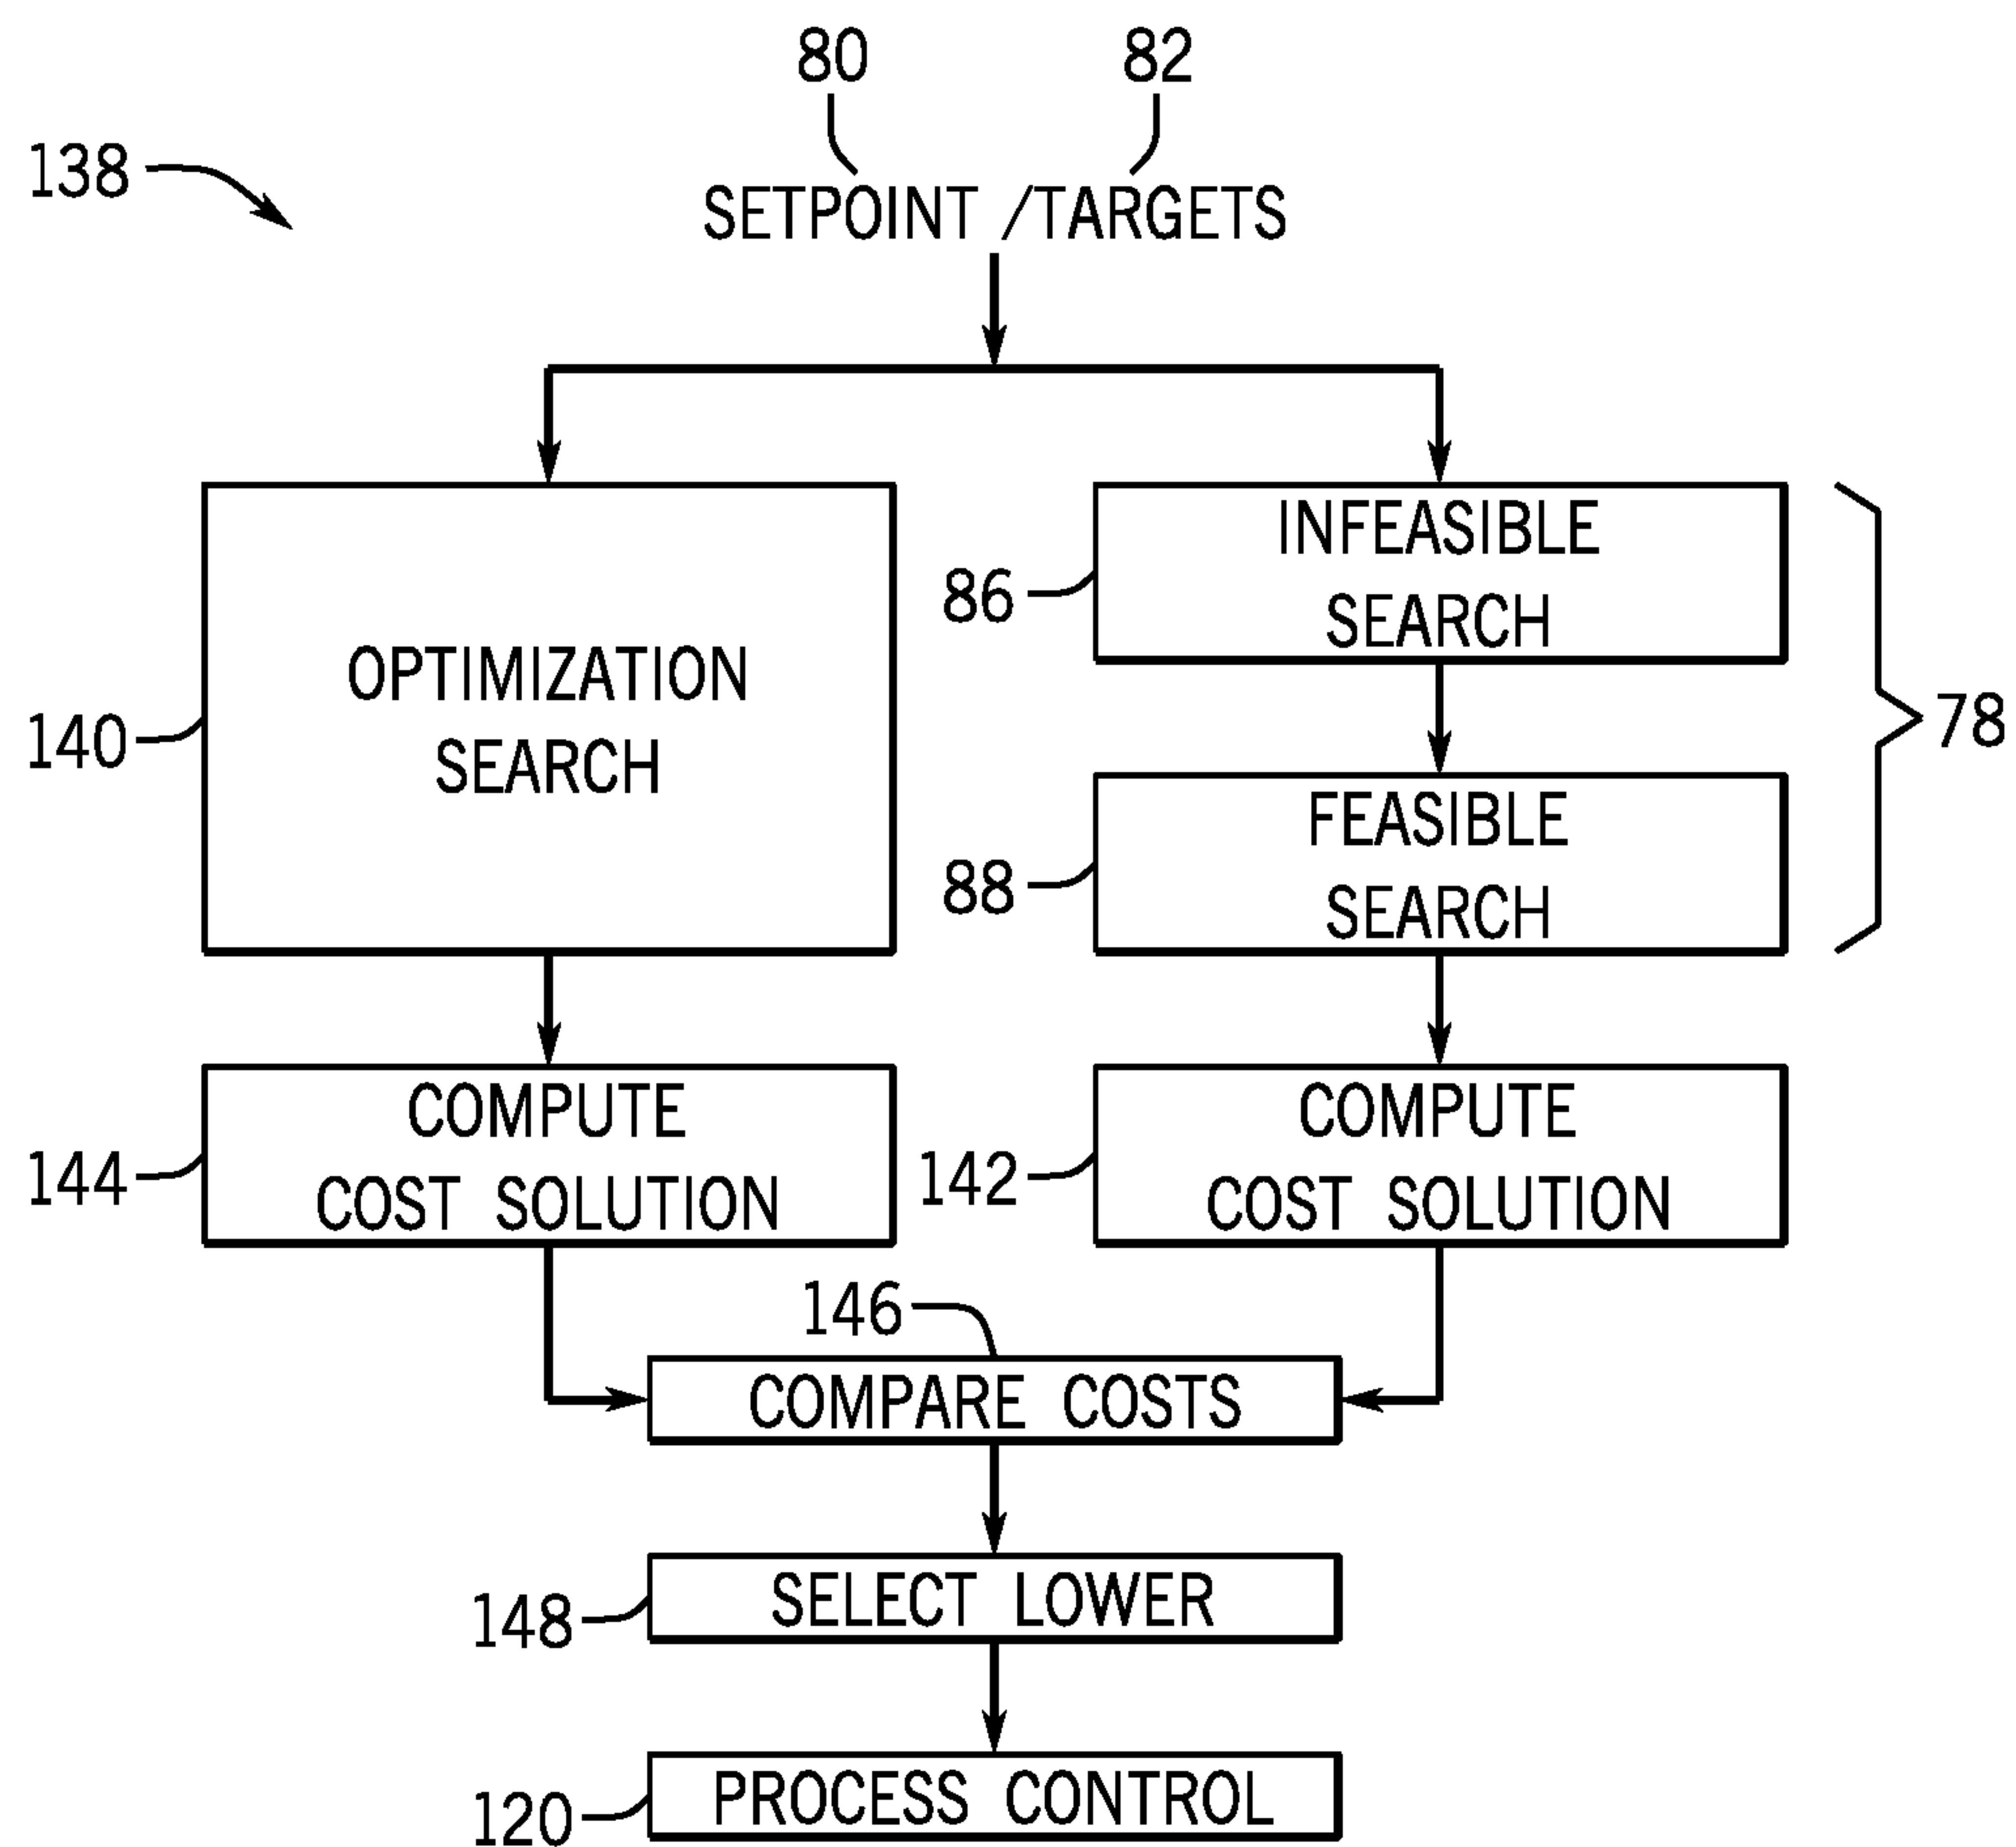 80
82
138
SETPOINT /TARGETS
INFEASIBLE
SEARCH
86
OPTIMIZATION
SEARCH
140
78
FEASIBLE
SEARCH
88
COMPUTE
COST SOLUTION
144
COMPUTE
COST SOLUTION
142
146
COMPARE COSTS
SELECT LOWER
148
PROCESS CONTROL
120